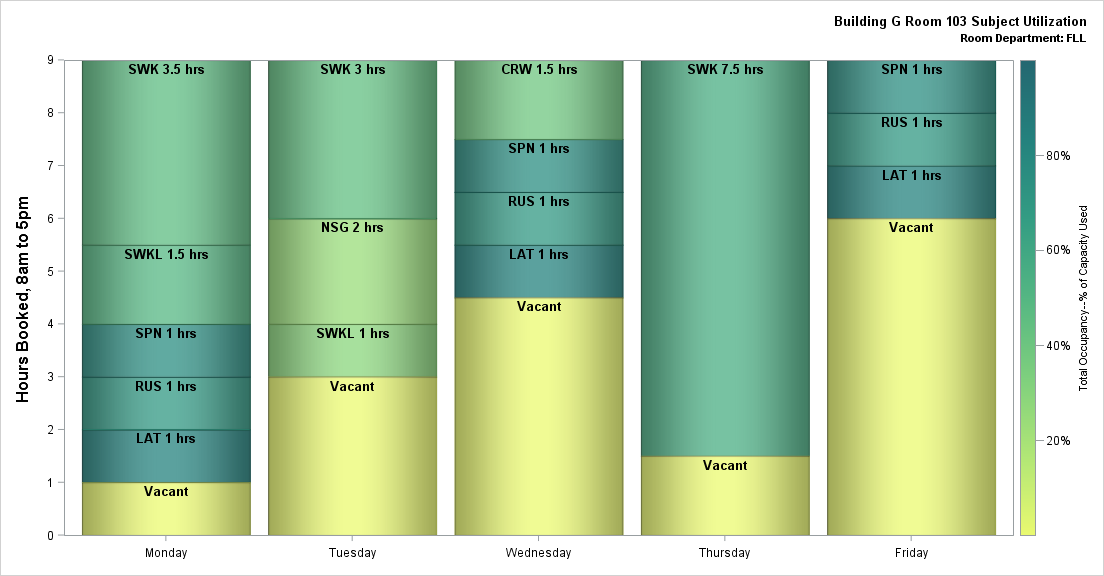 Building G Room 103 Subject Utilization
Room Department: FLL
Hours Booked, 8am to 5pm
9
8
7
6
5
4
3
2
1
0
SWK 3.5 hrs
SWKL 1.5 hrs
SPN 1 hrs
RUS 1 hrs
LAT 1 hrs
Vacant
SWK 3 hrs
NSG 2 hrs
SWKL 1 hrs
Vacant
CRW 1.5 hrs
SPN 1 hrs
RUS 1 hrs
LAT 1 hrs
Vacant
SWK 7.5 hrs
Vacant
SPN 1 hrs
RUS 1 hrs
LAT 1 hrs
Vacant
Monday
Tuesday
Wednesday
Thursday
Friday
80%
60%
40%
20%
Total Occupancy--% of Capacity Used